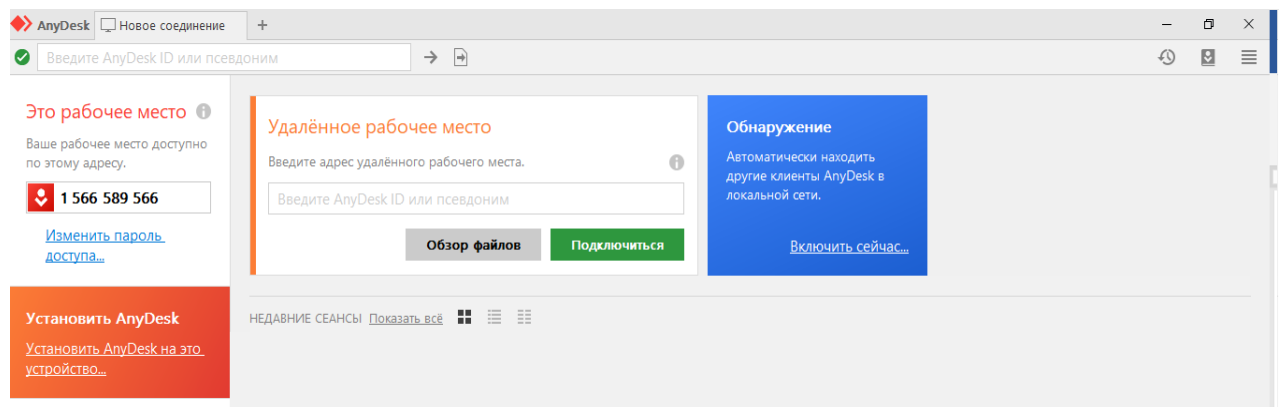 AnyDesk
Новое соединение
+
Введите AnyDesk ID или псевдоним
Это рабочее место
Ваше рабочее место доступно
по этому адресу.
1 566 589 566
Изменить пароль
доступа...
Установить AnyDesk
Установить AnyDesk на это
устройство...
Удалённое рабочее место
Введите адрес удалённого рабочего места.
Введите AnyDesk ID или псевдоним
Обзор файлов
Подключиться
Обнаружение
Автоматически находить
другие клиенты AnyDesk в
локальной сети.
Включить сейчас...
НЕДАВНИЕ СЕАНСЫ Показать всё